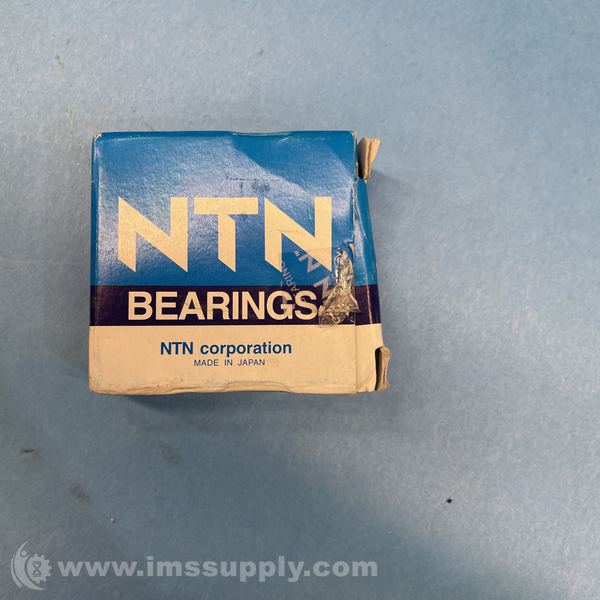 NTN
BEARINGS
NTN corporation
MADE IN JAPAN
www.imssupply.com